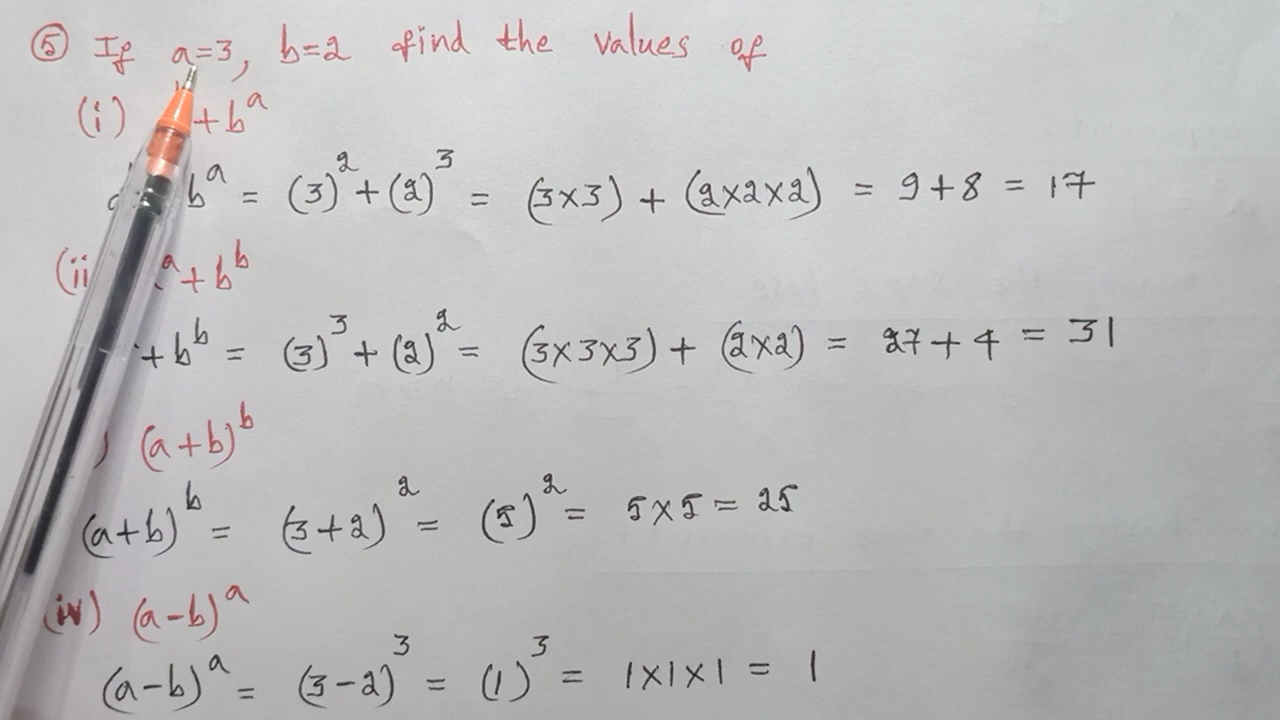 ⑤ If a=3, b=2 find the values of
(i) +b^a
b^a = (3)^2+(2)^3 = (3×3) + (2×2×2) = 9+8 = 17
(ii ^a+b^b
+b^b = (3)^3+(2)^2 = (3×3×3) + (2×2) = 27+4 = 31
) (a+b)^b
(a+b)^b = (3+2)^2 = (5)^2 = 5×5 = 25
(iv) (a-b)^a
(a-b)^a = (3-2)^3 = (1)^3 = 1×1×1 = 1